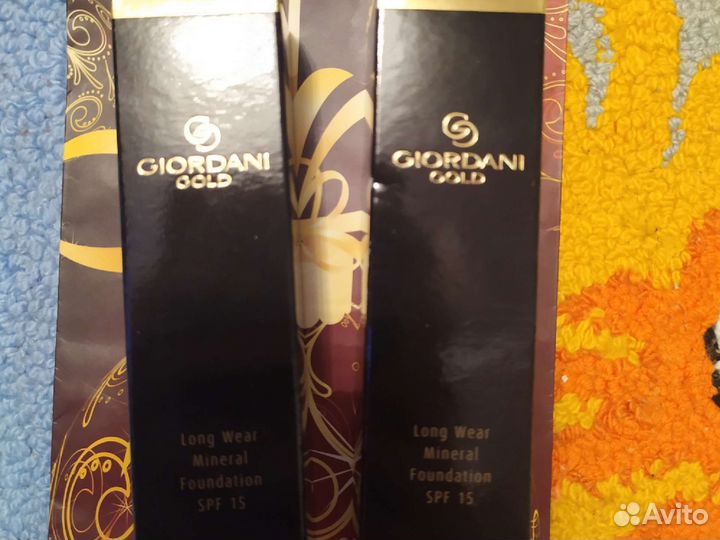 GIORDANI
GOLD
Long Wear
Mineral
Foundation
SPF 15
GIORDANI
GOLD
Long Wear
Mineral
Foundation
SPF 15
Avito